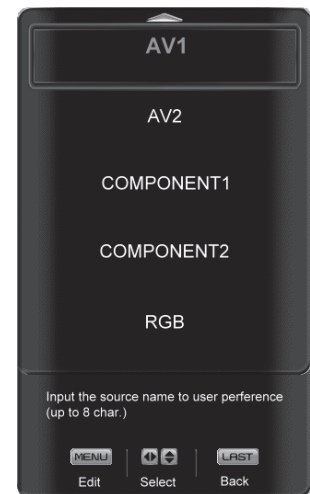 AV1
AV2
COMPONENT1
COMPONENT2
RGB
Input the source name to user perference
(up to 8 char.)
MENU LAST
Edit Select Back